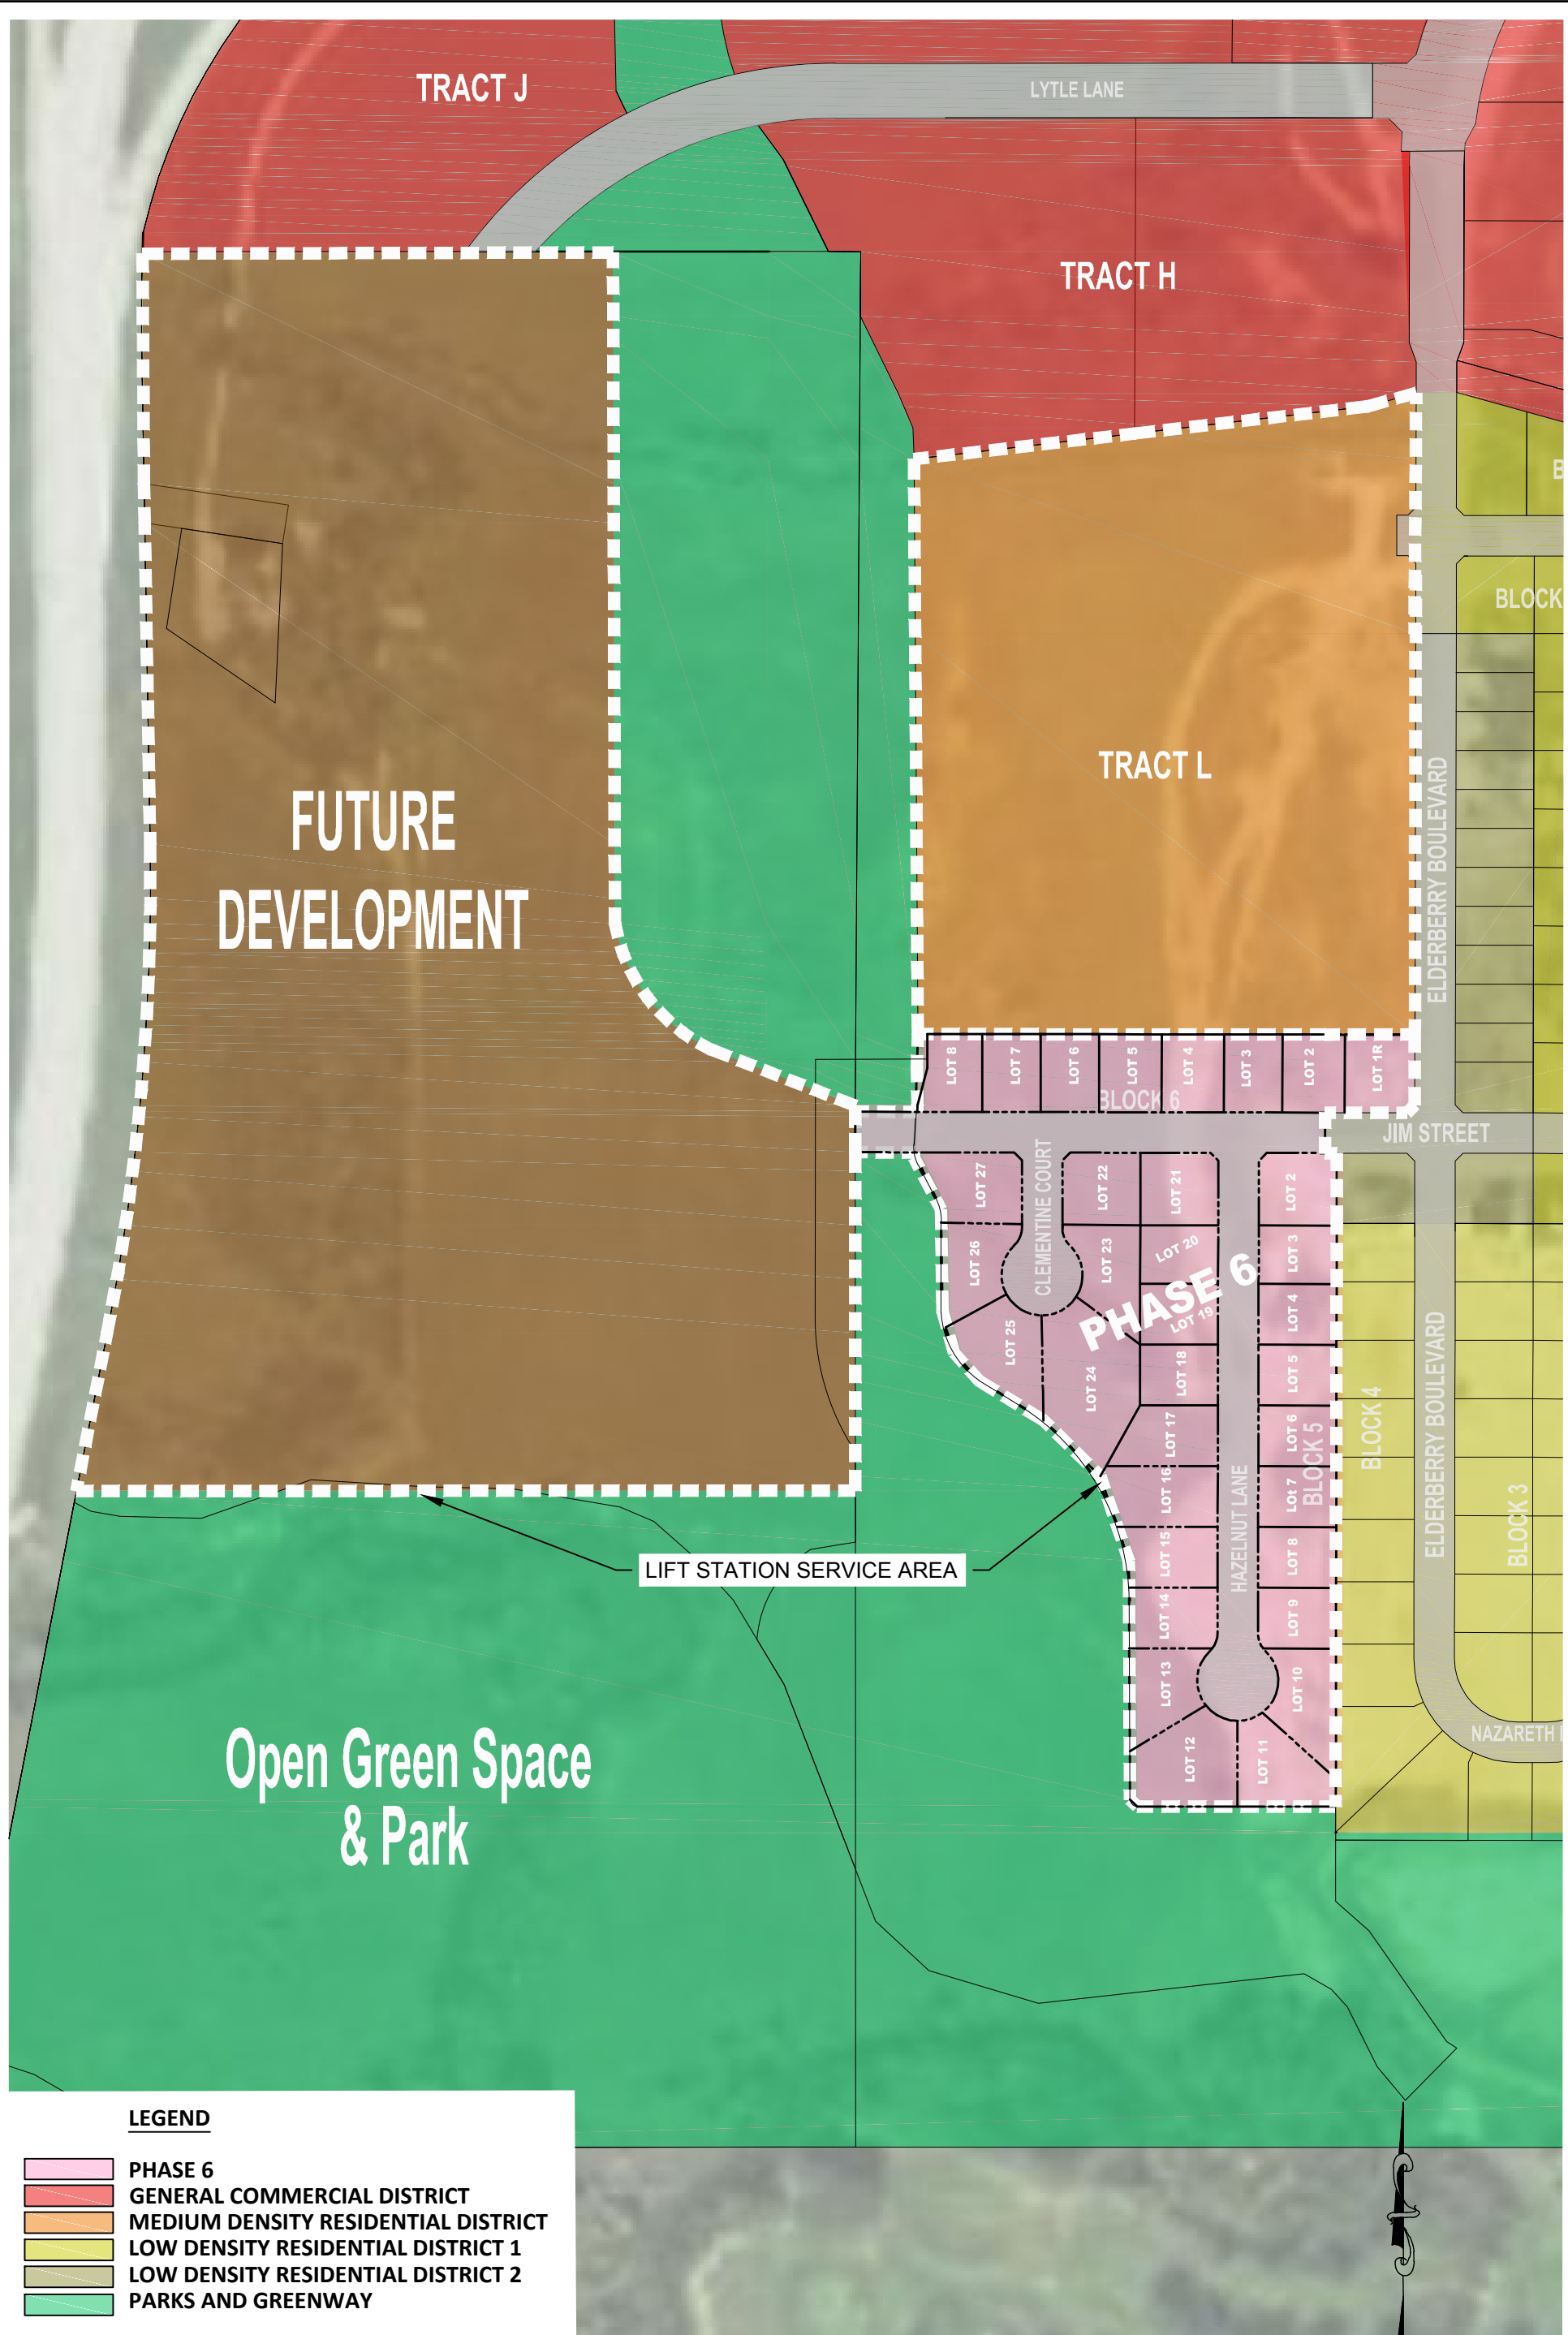 TRACT J
LYTLE LANE
TRACT H
B
BLOCK
TRACT L
ELDERBERRY BOULEVARD
FUTURE
DEVELOPMENT
LOT 8
LOT 7
LOT 6
LOT 5
LOT 4
LOT 3
LOT 2
LOT 1R
BLOCK 6
JIM STREET
CLEMENTINE COURT
LOT 27
LOT 22
LOT 21
LOT 2
LOT 26
LOT 23
LOT 20
LOT 3
PHASE 6
LOT 19
LOT 4
LOT 25
LOT 24
LOT 18
LOT 5
LOT 17
LOT 6
BLOCK 5
BLOCK 4
ELDERBERRY BOULEVARD
LOT 16
LOt 7
HAZELNUT LANE
BLOCK 3
LOT 15
LOT 8
LIFT STATION SERVICE AREA
LOT 14
LOT 9
LOT 13
LOT 10
LOT 12
LOT 11
NAZARETH
Open Green Space
& Park
LEGEND
PHASE 6
GENERAL COMMERCIAL DISTRICT
MEDIUM DENSITY RESIDENTIAL DISTRICT
LOW DENSITY RESIDENTIAL DISTRICT 1
LOW DENSITY RESIDENTIAL DISTRICT 2
PARKS AND GREENWAY